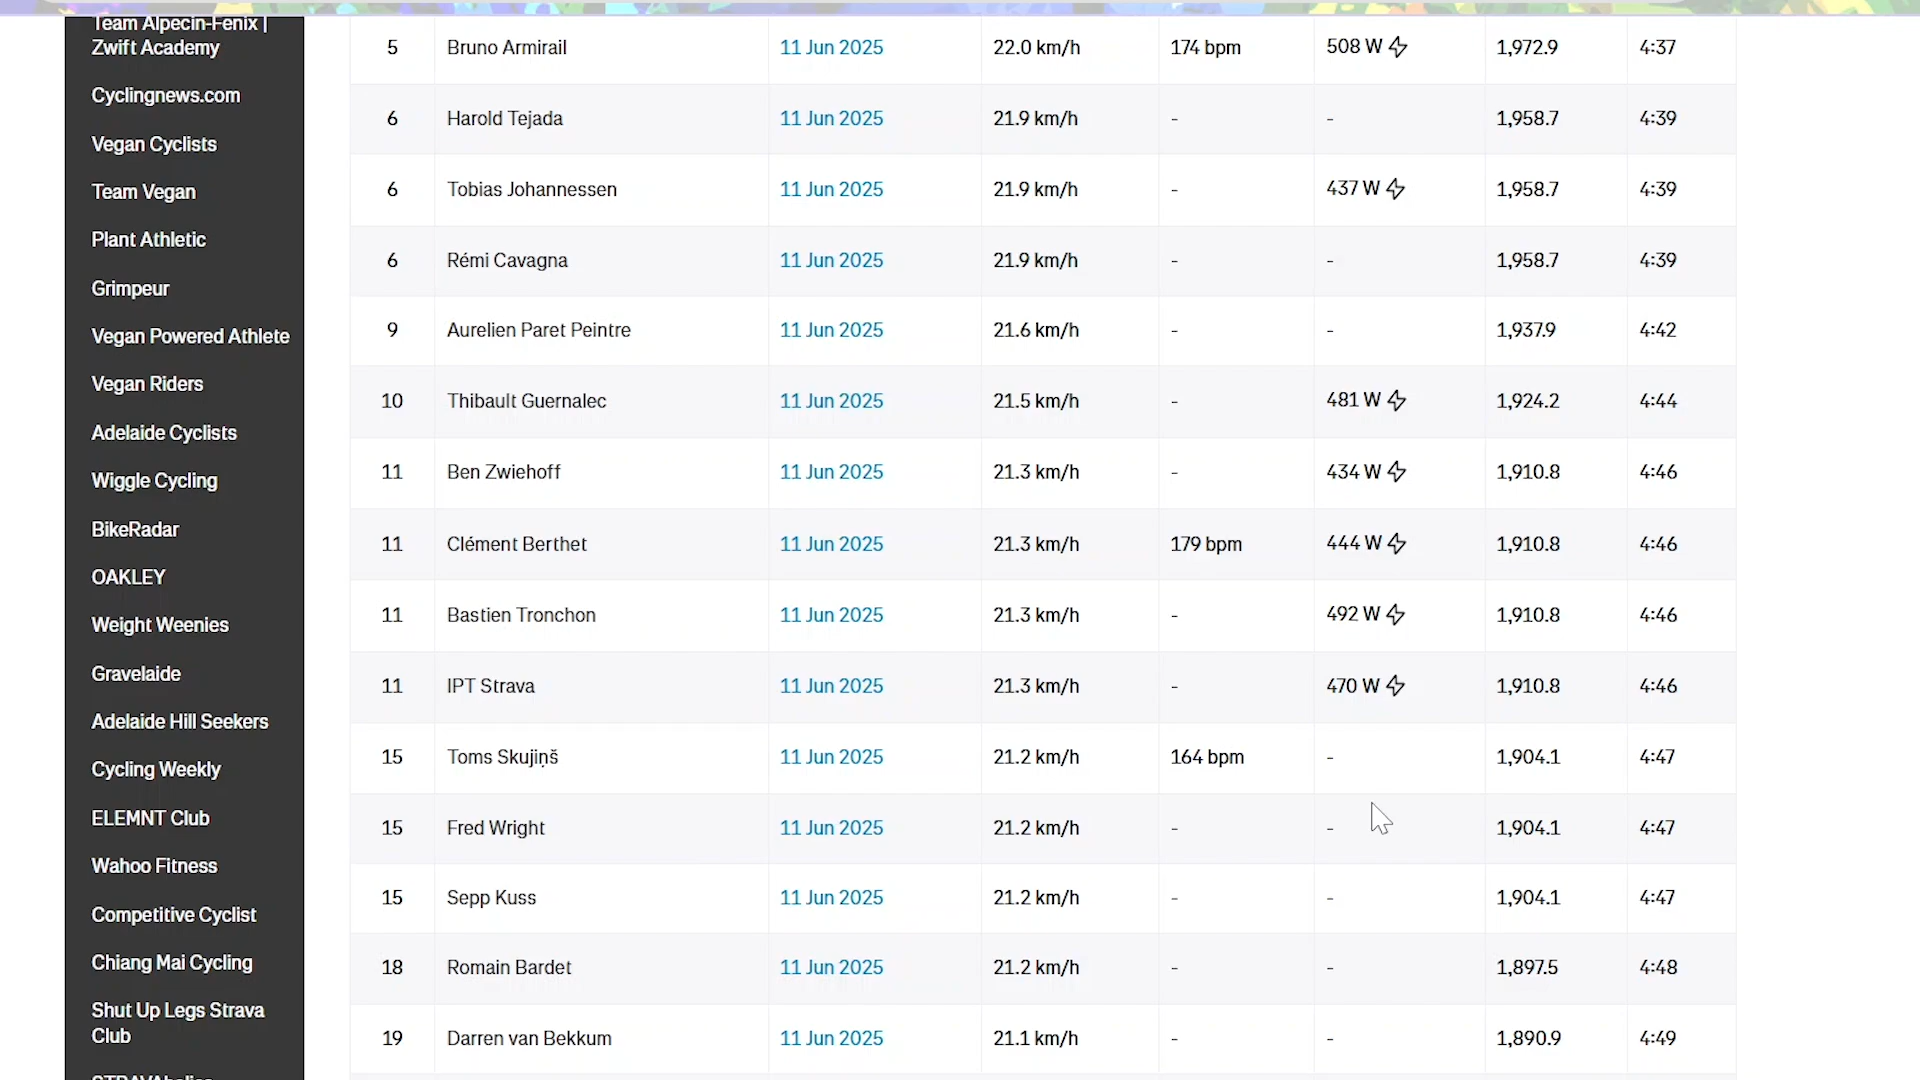 Team Alpecin-Fenix |
Zwift Academy
Cyclingnews.com
Vegan Cyclists
Team Vegan
Plant Athletic
Grimpeur
Vegan Powered Athlete
Vegan Riders
Adelaide Cyclists
Wiggle Cycling
BikeRadar
OAKLEY
Weight Weenies
Gravelaide
Adelaide Hill Seekers
Cycling Weekly
ELEMNT Club
Wahoo Fitness
Competitive Cyclist
Chiang Mai Cycling
Shut Up Legs Strava
Club
STRAVAholics
5 Bruno Armirail 11 Jun 2025 22.0 km/h 174 bpm 508 W 1,972.9 4:37
6 Harold Tejada 11 Jun 2025 21.9 km/h - - 1,958.7 4:39
6 Tobias Johannessen 11 Jun 2025 21.9 km/h - 437 W 1,958.7 4:39
6 Rémi Cavagna 11 Jun 2025 21.9 km/h - - 1,958.7 4:39
9 Aurelien Paret Peintre 11 Jun 2025 21.6 km/h - - 1,937.9 4:42
10 Thibault Guernalec 11 Jun 2025 21.5 km/h - 481 W 1,924.2 4:44
11 Ben Zwiehoff 11 Jun 2025 21.3 km/h - 434 W 1,910.8 4:46
11 Clément Berthet 11 Jun 2025 21.3 km/h 179 bpm 444 W 1,910.8 4:46
11 Bastien Tronchon 11 Jun 2025 21.3 km/h - 492 W 1,910.8 4:46
11 IPT Strava 11 Jun 2025 21.3 km/h - 470 W 1,910.8 4:46
15 Toms Skujiņš 11 Jun 2025 21.2 km/h 164 bpm - 1,904.1 4:47
15 Fred Wright 11 Jun 2025 21.2 km/h - - 1,904.1 4:47
15 Sepp Kuss 11 Jun 2025 21.2 km/h - - 1,904.1 4:47
18 Romain Bardet 11 Jun 2025 21.2 km/h - - 1,897.5 4:48
19 Darren van Bekkum 11 Jun 2025 21.1 km/h - - 1,890.9 4:49